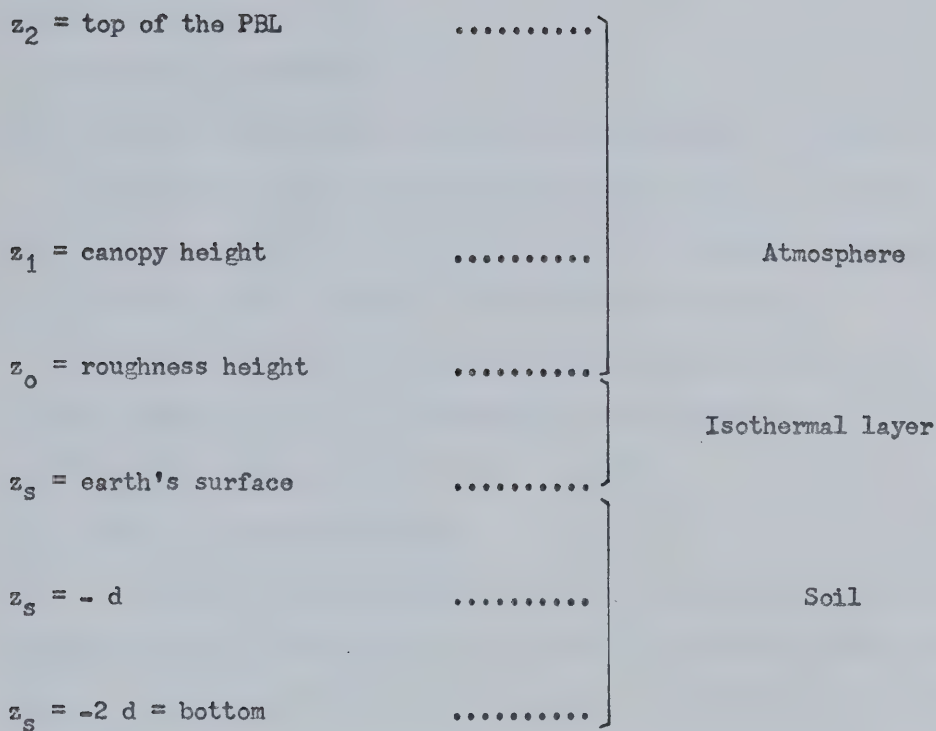 z₂ = top of the PBL ..........
z₁ = canopy height .......... Atmosphere
z₀ = roughness height ..........
Isothermal layer
zₛ = earth's surface ..........
zₛ = - d .......... Soil
zₛ = -2 d = bottom ..........